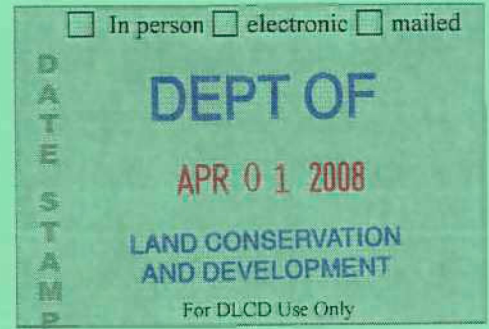 ☐ In person ☐ electronic ☐ mailed
DATE STAMP
DEPT OF
APR 01 2008
LAND CONSERVATION
AND DEVELOPMENT
For DLCD Use Only